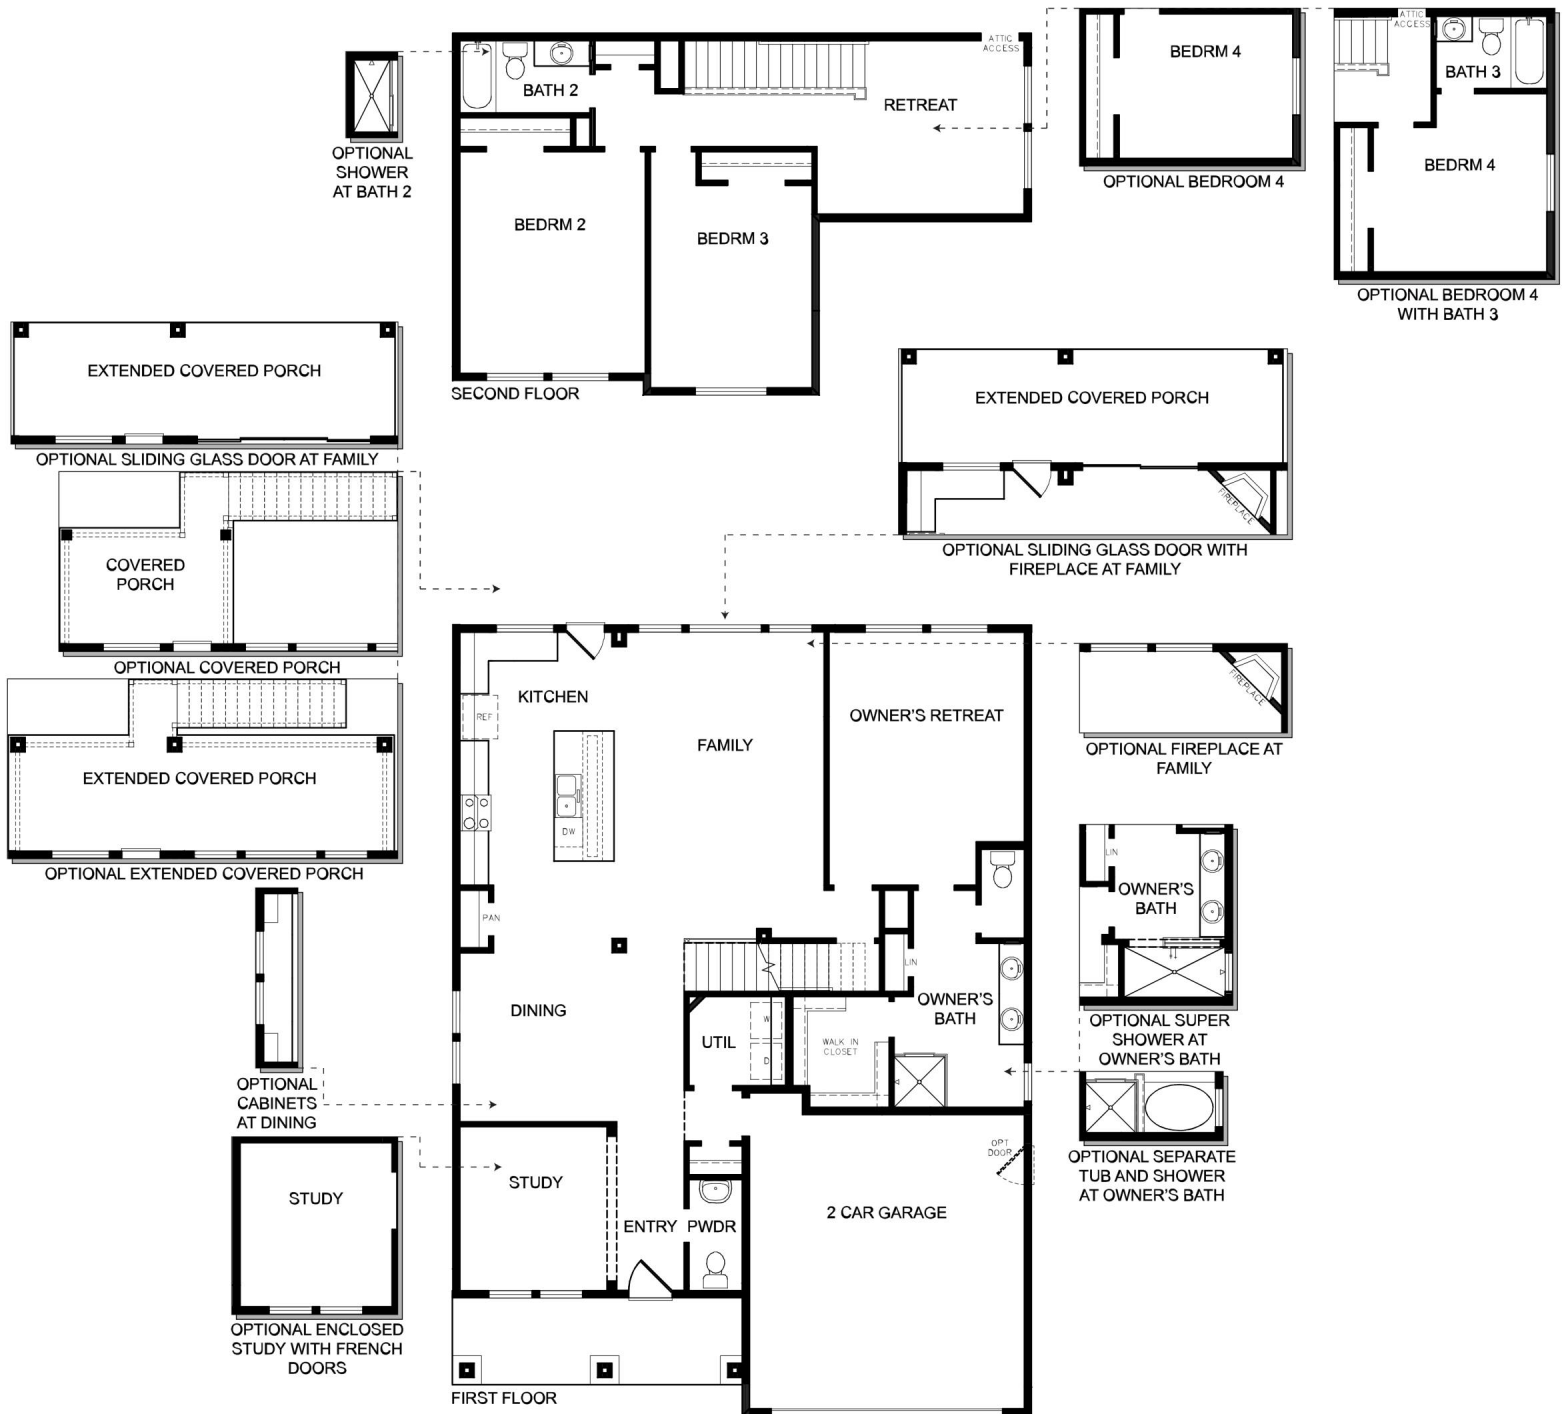 ATTIC
ACCESS
BATH 2
RETREAT
BEDRM 2
BEDRM 3
SECOND FLOOR
OPTIONAL
SHOWER
AT BATH 2
BEDRM 4
OPTIONAL BEDROOM 4
ATTIC
ACCESS
BATH 3
BEDRM 4
OPTIONAL BEDROOM 4
WITH BATH 3
EXTENDED COVERED PORCH
OPTIONAL SLIDING GLASS DOOR AT FAMILY
COVERED
PORCH
OPTIONAL COVERED PORCH
EXTENDED COVERED PORCH
OPTIONAL EXTENDED COVERED PORCH
EXTENDED COVERED PORCH
FIREPLACE
OPTIONAL SLIDING GLASS DOOR WITH
FIREPLACE AT FAMILY
KITCHEN
REF
FAMILY
OWNER'S RETREAT
DW
PAN
LIN
DINING
OWNER'S
BATH
UTIL
W
D
WALK IN
CLOSET
OPT
DOOR
STUDY
ENTRY
PWDR
2 CAR GARAGE
FIRST FLOOR
FIREPLACE
OPTIONAL FIREPLACE AT
FAMILY
LIN
OWNER'S
BATH
OPTIONAL SUPER
SHOWER AT
OWNER'S BATH
OPTIONAL SEPARATE
TUB AND SHOWER
AT OWNER'S BATH
OPTIONAL
CABINETS
AT DINING
STUDY
OPTIONAL ENCLOSED
STUDY WITH FRENCH
DOORS